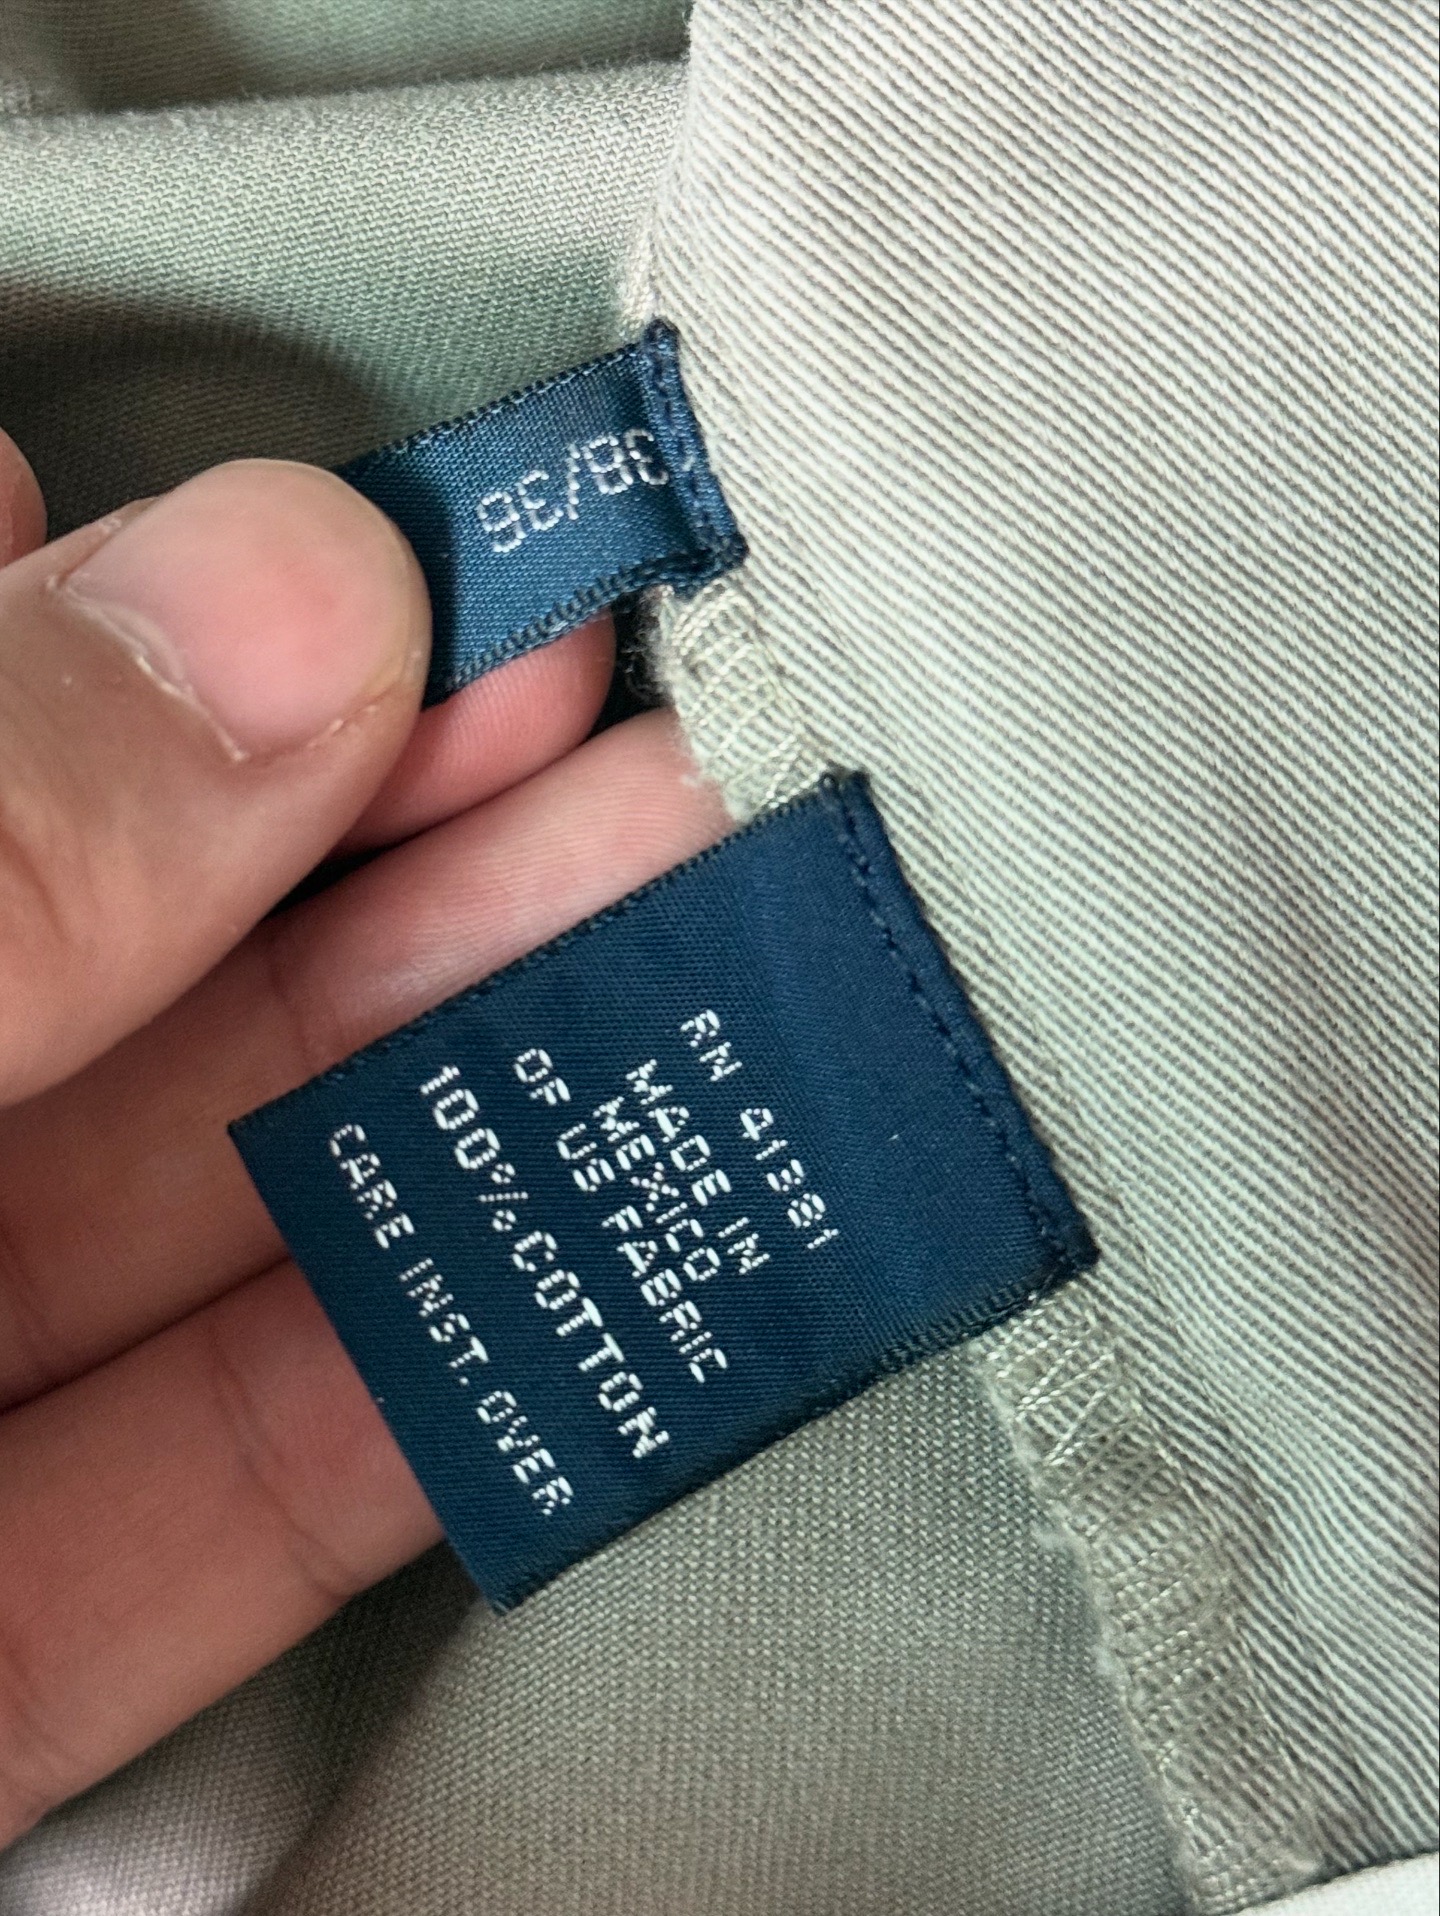 38/36
RN 41381
MADE IN
MEXICO
OF US FABRIC
100% COTTON
CARE INST. OVER